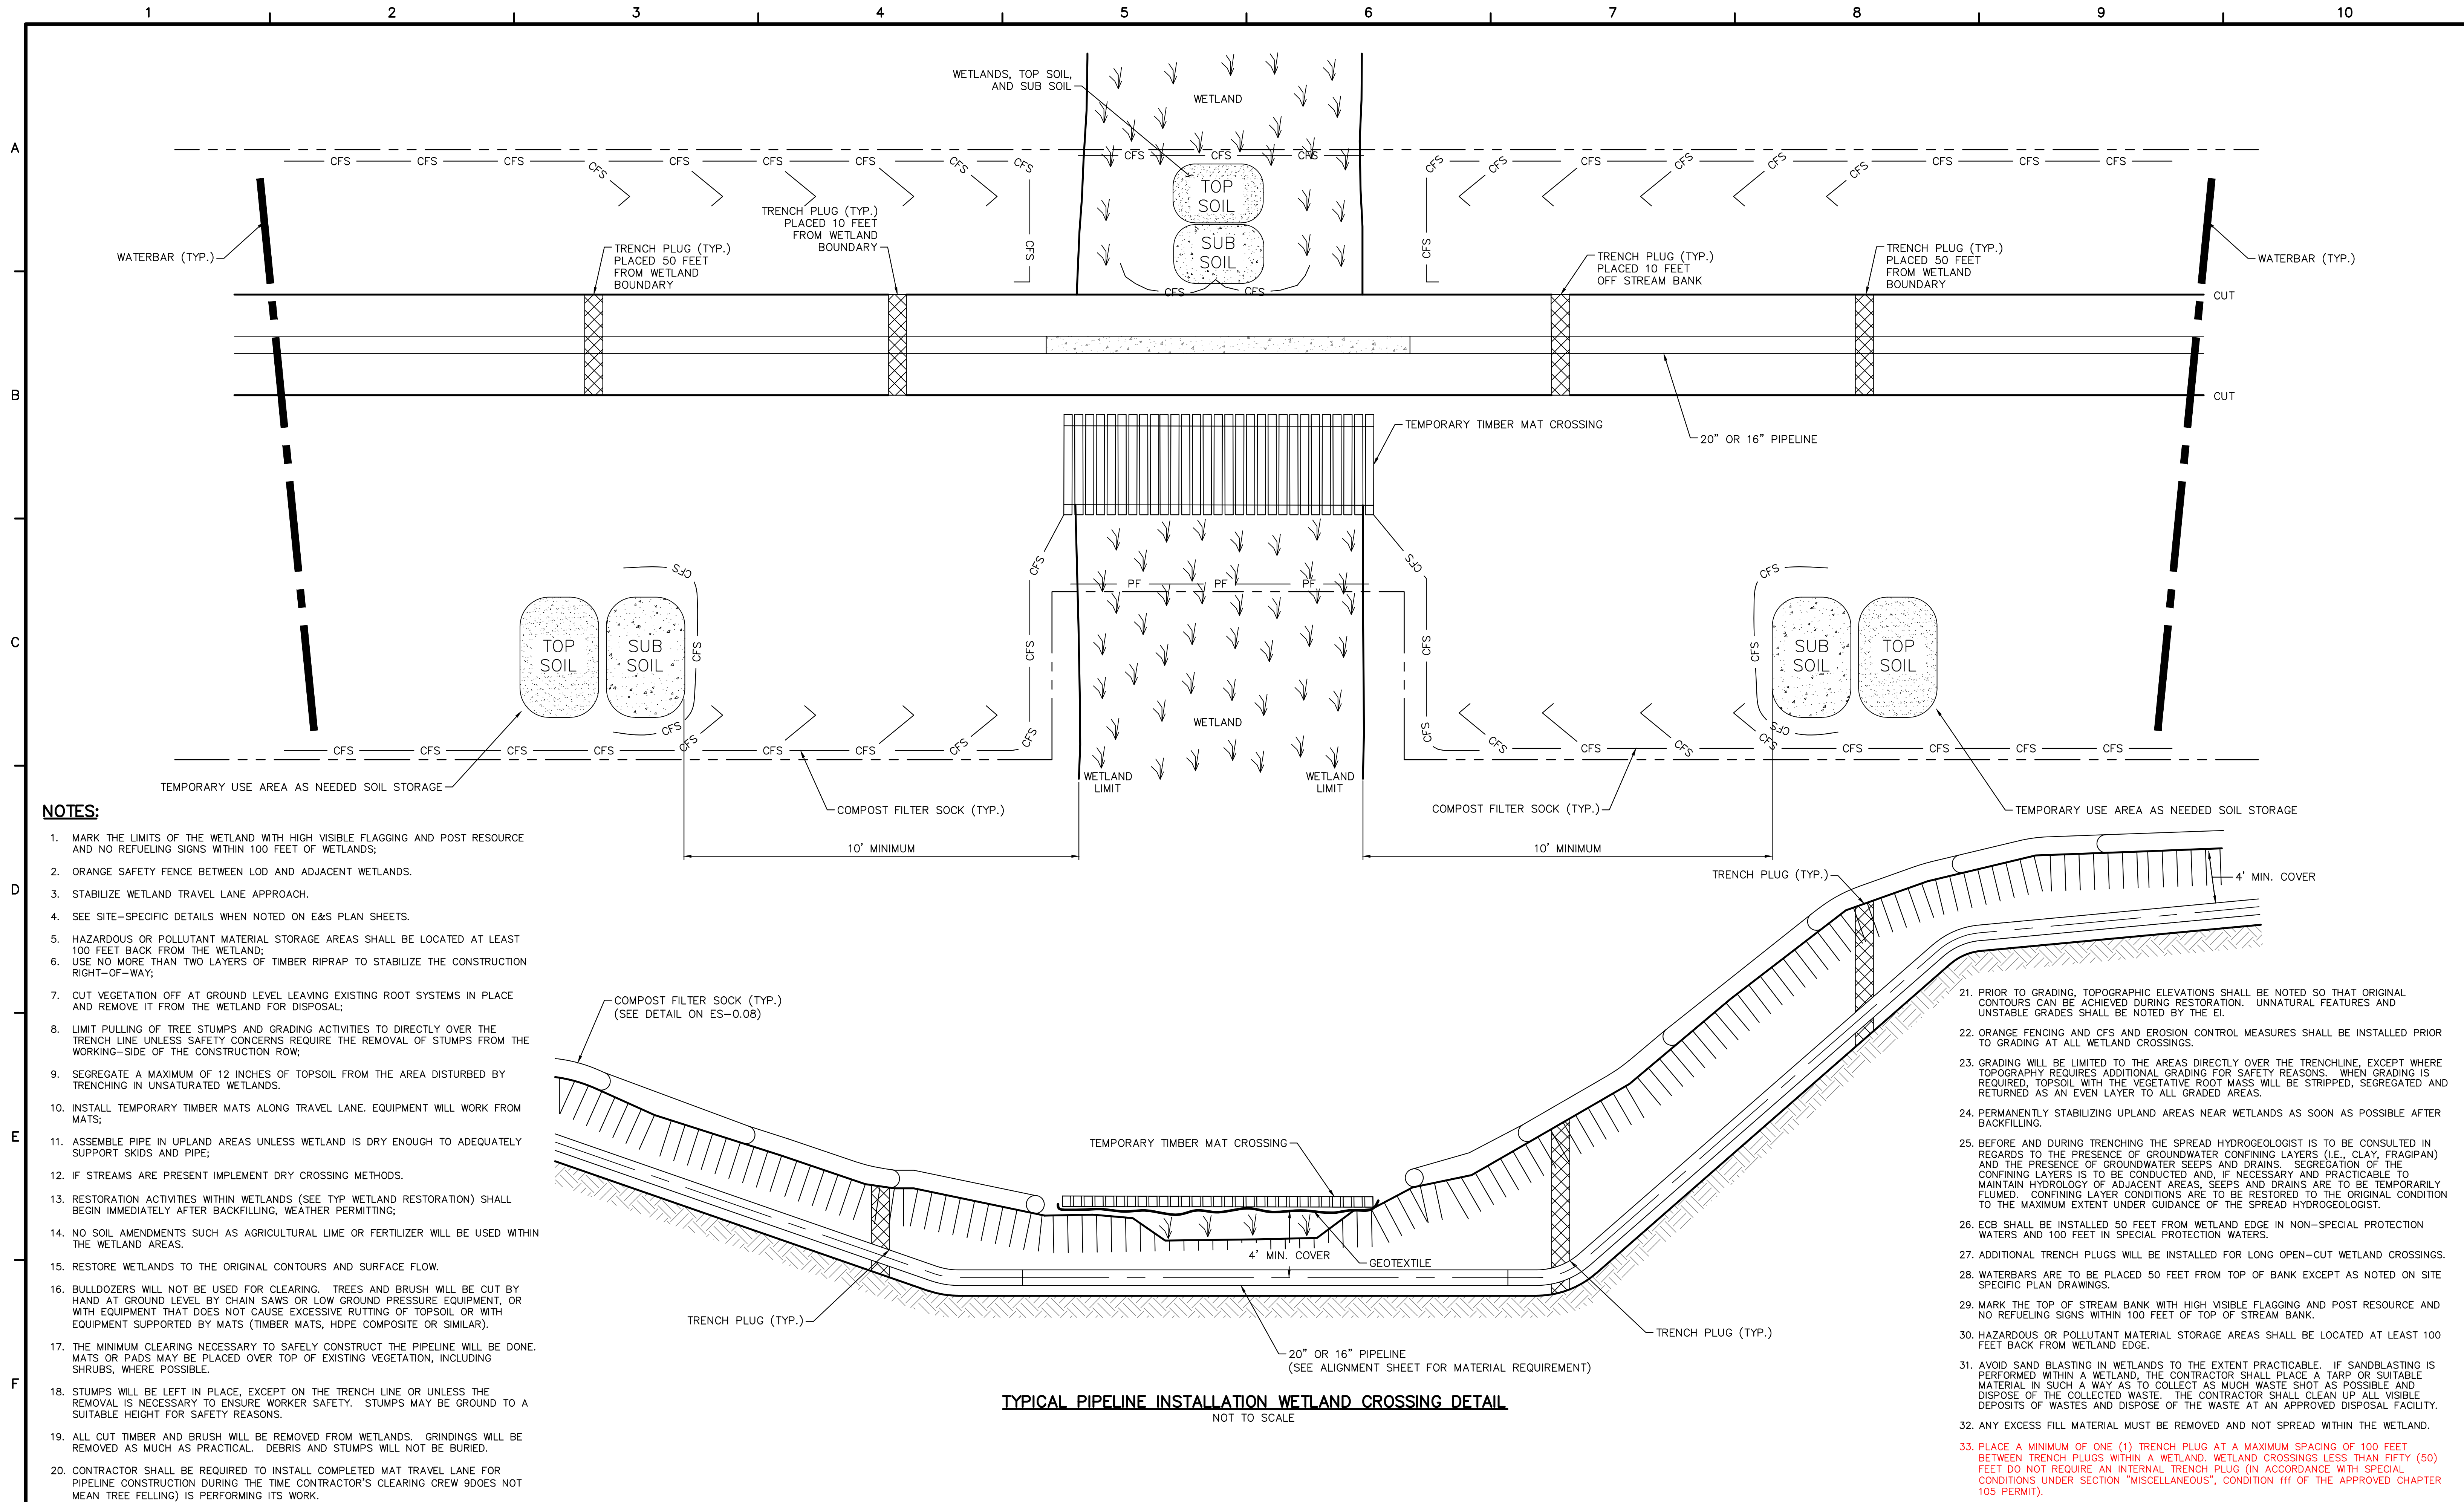 1 2 3 4 5 6 7 8 9 10
A
B
C
D
E
F
WETLANDS, TOP SOIL,
AND SUB SOIL
WETLAND
CFS CFS CFS CFS CFS CFS CFS CFS CFS
CFS CFS CFS
CFS CFS CFS CFS CFS CFS CFS CFS CFS
TOP
SOIL
SUB
SOIL
CFS
CFS
CFS CFS
WATERBAR (TYP.)
TRENCH PLUG (TYP.)
PLACED 50 FEET
FROM WETLAND
BOUNDARY
TRENCH PLUG (TYP.)
PLACED 10 FEET
FROM WETLAND
BOUNDARY
TRENCH PLUG (TYP.)
PLACED 10 FEET
OFF STREAM BANK
TRENCH PLUG (TYP.)
PLACED 50 FEET
FROM WETLAND
BOUNDARY
WATERBAR (TYP.)
CUT
CUT
TEMPORARY TIMBER MAT CROSSING
20" OR 16" PIPELINE
CFS
CFS
CFS
CFS
PF PF PF
TOP
SOIL
SUB
SOIL
CFS
CFS
CFS
CFS
CFS
SUB
SOIL
TOP
SOIL
CFS
CFS
CFS
WETLAND
CFS CFS CFS CFS CFS CFS CFS CFS CFS
CFS CFS CFS CFS CFS CFS CFS CFS CFS
WETLAND
LIMIT
WETLAND
LIMIT
TEMPORARY USE AREA AS NEEDED SOIL STORAGE
COMPOST FILTER SOCK (TYP.)
COMPOST FILTER SOCK (TYP.)
TEMPORARY USE AREA AS NEEDED SOIL STORAGE
10' MINIMUM
10' MINIMUM
NOTES:
1. MARK THE LIMITS OF THE WETLAND WITH HIGH VISIBLE FLAGGING AND POST RESOURCE
AND NO REFUELING SIGNS WITHIN 100 FEET OF WETLANDS;
2. ORANGE SAFETY FENCE BETWEEN LOD AND ADJACENT WETLANDS.
3. STABILIZE WETLAND TRAVEL LANE APPROACH.
4. SEE SITE-SPECIFIC DETAILS WHEN NOTED ON E&S PLAN SHEETS.
5. HAZARDOUS OR POLLUTANT MATERIAL STORAGE AREAS SHALL BE LOCATED AT LEAST
100 FEET BACK FROM THE WETLAND;
6. USE NO MORE THAN TWO LAYERS OF TIMBER RIPRAP TO STABILIZE THE CONSTRUCTION
RIGHT-OF-WAY;
7. CUT VEGETATION OFF AT GROUND LEVEL LEAVING EXISTING ROOT SYSTEMS IN PLACE
AND REMOVE IT FROM THE WETLAND FOR DISPOSAL;
8. LIMIT PULLING OF TREE STUMPS AND GRADING ACTIVITIES TO DIRECTLY OVER THE
TRENCH LINE UNLESS SAFETY CONCERNS REQUIRE THE REMOVAL OF STUMPS FROM THE
WORKING-SIDE OF THE CONSTRUCTION ROW;
9. SEGREGATE A MAXIMUM OF 12 INCHES OF TOPSOIL FROM THE AREA DISTURBED BY
TRENCHING IN UNSATURATED WETLANDS.
10. INSTALL TEMPORARY TIMBER MATS ALONG TRAVEL LANE. EQUIPMENT WILL WORK FROM
MATS;
11. ASSEMBLE PIPE IN UPLAND AREAS UNLESS WETLAND IS DRY ENOUGH TO ADEQUATELY
SUPPORT SKIDS AND PIPE;
12. IF STREAMS ARE PRESENT IMPLEMENT DRY CROSSING METHODS.
13. RESTORATION ACTIVITIES WITHIN WETLANDS (SEE TYP WETLAND RESTORATION) SHALL
BEGIN IMMEDIATELY AFTER BACKFILLING, WEATHER PERMITTING;
14. NO SOIL AMENDMENTS SUCH AS AGRICULTURAL LIME OR FERTILIZER WILL BE USED WITHIN
THE WETLAND AREAS.
15. RESTORE WETLANDS TO THE ORIGINAL CONTOURS AND SURFACE FLOW.
16. BULLDOZERS WILL NOT BE USED FOR CLEARING. TREES AND BRUSH WILL BE CUT BY
HAND AT GROUND LEVEL BY CHAIN SAWS OR LOW GROUND PRESSURE EQUIPMENT, OR
WITH EQUIPMENT THAT DOES NOT CAUSE EXCESSIVE RUTTING OF TOPSOIL OR WITH
EQUIPMENT SUPPORTED BY MATS (TIMBER MATS, HDPE COMPOSITE OR SIMILAR).
17. THE MINIMUM CLEARING NECESSARY TO SAFELY CONSTRUCT THE PIPELINE WILL BE DONE.
MATS OR PADS MAY BE PLACED OVER TOP OF EXISTING VEGETATION, INCLUDING
SHRUBS, WHERE POSSIBLE.
18. STUMPS WILL BE LEFT IN PLACE, EXCEPT ON THE TRENCH LINE OR UNLESS THE
REMOVAL IS NECESSARY TO ENSURE WORKER SAFETY. STUMPS MAY BE GROUND TO A
SUITABLE HEIGHT FOR SAFETY REASONS.
19. ALL CUT TIMBER AND BRUSH WILL BE REMOVED FROM WETLANDS. GRINDINGS WILL BE
REMOVED AS MUCH AS PRACTICAL. DEBRIS AND STUMPS WILL NOT BE BURIED.
20. CONTRACTOR SHALL BE REQUIRED TO INSTALL COMPLETED MAT TRAVEL LANE FOR
PIPELINE CONSTRUCTION DURING THE TIME CONTRACTOR'S CLEARING CREW 9DOES NOT
MEAN TREE FELLING) IS PERFORMING ITS WORK.
COMPOST FILTER SOCK (TYP.)
(SEE DETAIL ON ES-0.08)
TRENCH PLUG (TYP.)
4' MIN. COVER
TEMPORARY TIMBER MAT CROSSING
4' MIN. COVER
GEOTEXTILE
TRENCH PLUG (TYP.)
TRENCH PLUG (TYP.)
20" OR 16" PIPELINE
(SEE ALIGNMENT SHEET FOR MATERIAL REQUIREMENT)
TYPICAL PIPELINE INSTALLATION WETLAND CROSSING DETAIL
NOT TO SCALE
21. PRIOR TO GRADING, TOPOGRAPHIC ELEVATIONS SHALL BE NOTED SO THAT ORIGINAL
CONTOURS CAN BE ACHIEVED DURING RESTORATION. UNNATURAL FEATURES AND
UNSTABLE GRADES SHALL BE NOTED BY THE EI.
22. ORANGE FENCING AND CFS AND EROSION CONTROL MEASURES SHALL BE INSTALLED PRIOR
TO GRADING AT ALL WETLAND CROSSINGS.
23. GRADING WILL BE LIMITED TO THE AREAS DIRECTLY OVER THE TRENCHLINE, EXCEPT WHERE
TOPOGRAPHY REQUIRES ADDITIONAL GRADING FOR SAFETY REASONS. WHEN GRADING IS
REQUIRED, TOPSOIL WITH THE VEGETATIVE ROOT MASS WILL BE STRIPPED, SEGREGATED AND
RETURNED AS AN EVEN LAYER TO ALL GRADED AREAS.
24. PERMANENTLY STABILIZING UPLAND AREAS NEAR WETLANDS AS SOON AS POSSIBLE AFTER
BACKFILLING.
25. BEFORE AND DURING TRENCHING THE SPREAD HYDROGEOLOGIST IS TO BE CONSULTED IN
REGARDS TO THE PRESENCE OF GROUNDWATER CONFINING LAYERS (I.E., CLAY, FRAGIPAN)
AND THE PRESENCE OF GROUNDWATER SEEPS AND DRAINS. SEGREGATION OF THE
CONFINING LAYERS IS TO BE CONDUCTED AND, IF NECESSARY AND PRACTICABLE TO
MAINTAIN HYDROLOGY OF ADJACENT AREAS, SEEPS AND DRAINS ARE TO BE TEMPORARILY
FLUMED. CONFINING LAYER CONDITIONS ARE TO BE RESTORED TO THE ORIGINAL CONDITION
TO THE MAXIMUM EXTENT UNDER GUIDANCE OF THE SPREAD HYDROGEOLOGIST.
26. ECB SHALL BE INSTALLED 50 FEET FROM WETLAND EDGE IN NON-SPECIAL PROTECTION
WATERS AND 100 FEET IN SPECIAL PROTECTION WATERS.
27. ADDITIONAL TRENCH PLUGS WILL BE INSTALLED FOR LONG OPEN-CUT WETLAND CROSSINGS.
28. WATERBARS ARE TO BE PLACED 50 FEET FROM TOP OF BANK EXCEPT AS NOTED ON SITE
SPECIFIC PLAN DRAWINGS.
29. MARK THE TOP OF STREAM BANK WITH HIGH VISIBLE FLAGGING AND POST RESOURCE AND
NO REFUELING SIGNS WITHIN 100 FEET OF TOP OF STREAM BANK.
30. HAZARDOUS OR POLLUTANT MATERIAL STORAGE AREAS SHALL BE LOCATED AT LEAST 100
FEET BACK FROM WETLAND EDGE.
31. AVOID SAND BLASTING IN WETLANDS TO THE EXTENT PRACTICABLE. IF SANDBLASTING IS
PERFORMED WITHIN A WETLAND, THE CONTRACTOR SHALL PLACE A TARP OR SUITABLE
MATERIAL IN SUCH A WAY AS TO COLLECT AS MUCH WASTE SHOT AS POSSIBLE AND
DISPOSE OF THE COLLECTED WASTE. THE CONTRACTOR SHALL CLEAN UP ALL VISIBLE
DEPOSITS OF WASTES AND DISPOSE OF THE WASTE AT AN APPROVED DISPOSAL FACILITY.
32. ANY EXCESS FILL MATERIAL MUST BE REMOVED AND NOT SPREAD WITHIN THE WETLAND.
33. PLACE A MINIMUM OF ONE (1) TRENCH PLUG AT A MAXIMUM SPACING OF 100 FEET
BETWEEN TRENCH PLUGS WITHIN A WETLAND. WETLAND CROSSINGS LESS THAN FIFTY (50)
FEET DO NOT REQUIRE AN INTERNAL TRENCH PLUG (IN ACCORDANCE WITH SPECIAL
CONDITIONS UNDER SECTION "MISCELLANEOUS", CONDITION fff OF THE APPROVED CHAPTER
105 PERMIT).